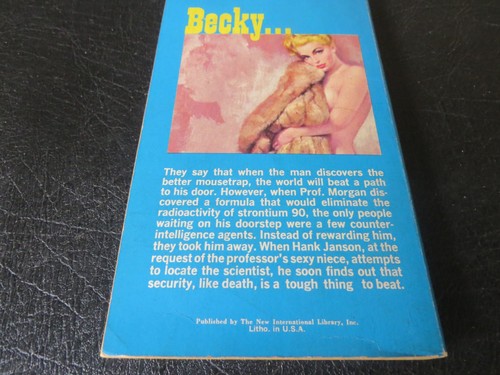 Becky...
They say that when the man discovers the
better mousetrap, the world will beat a path
to his door. However, when Prof. Morgan dis-
covered a formula that would eliminate the
radioactivity of strontium 90, the only people
waiting on his doorstep were a few counter-
intelligence agents. Instead of rewarding him,
they took him away. When Hank Janson, at the
request of the professor's sexy niece, attempts
to locate the scientist, he soon finds out that
security, like death, is a tough thing to beat.
Published by The New International Library, Inc.
Litho. in U.S.A.